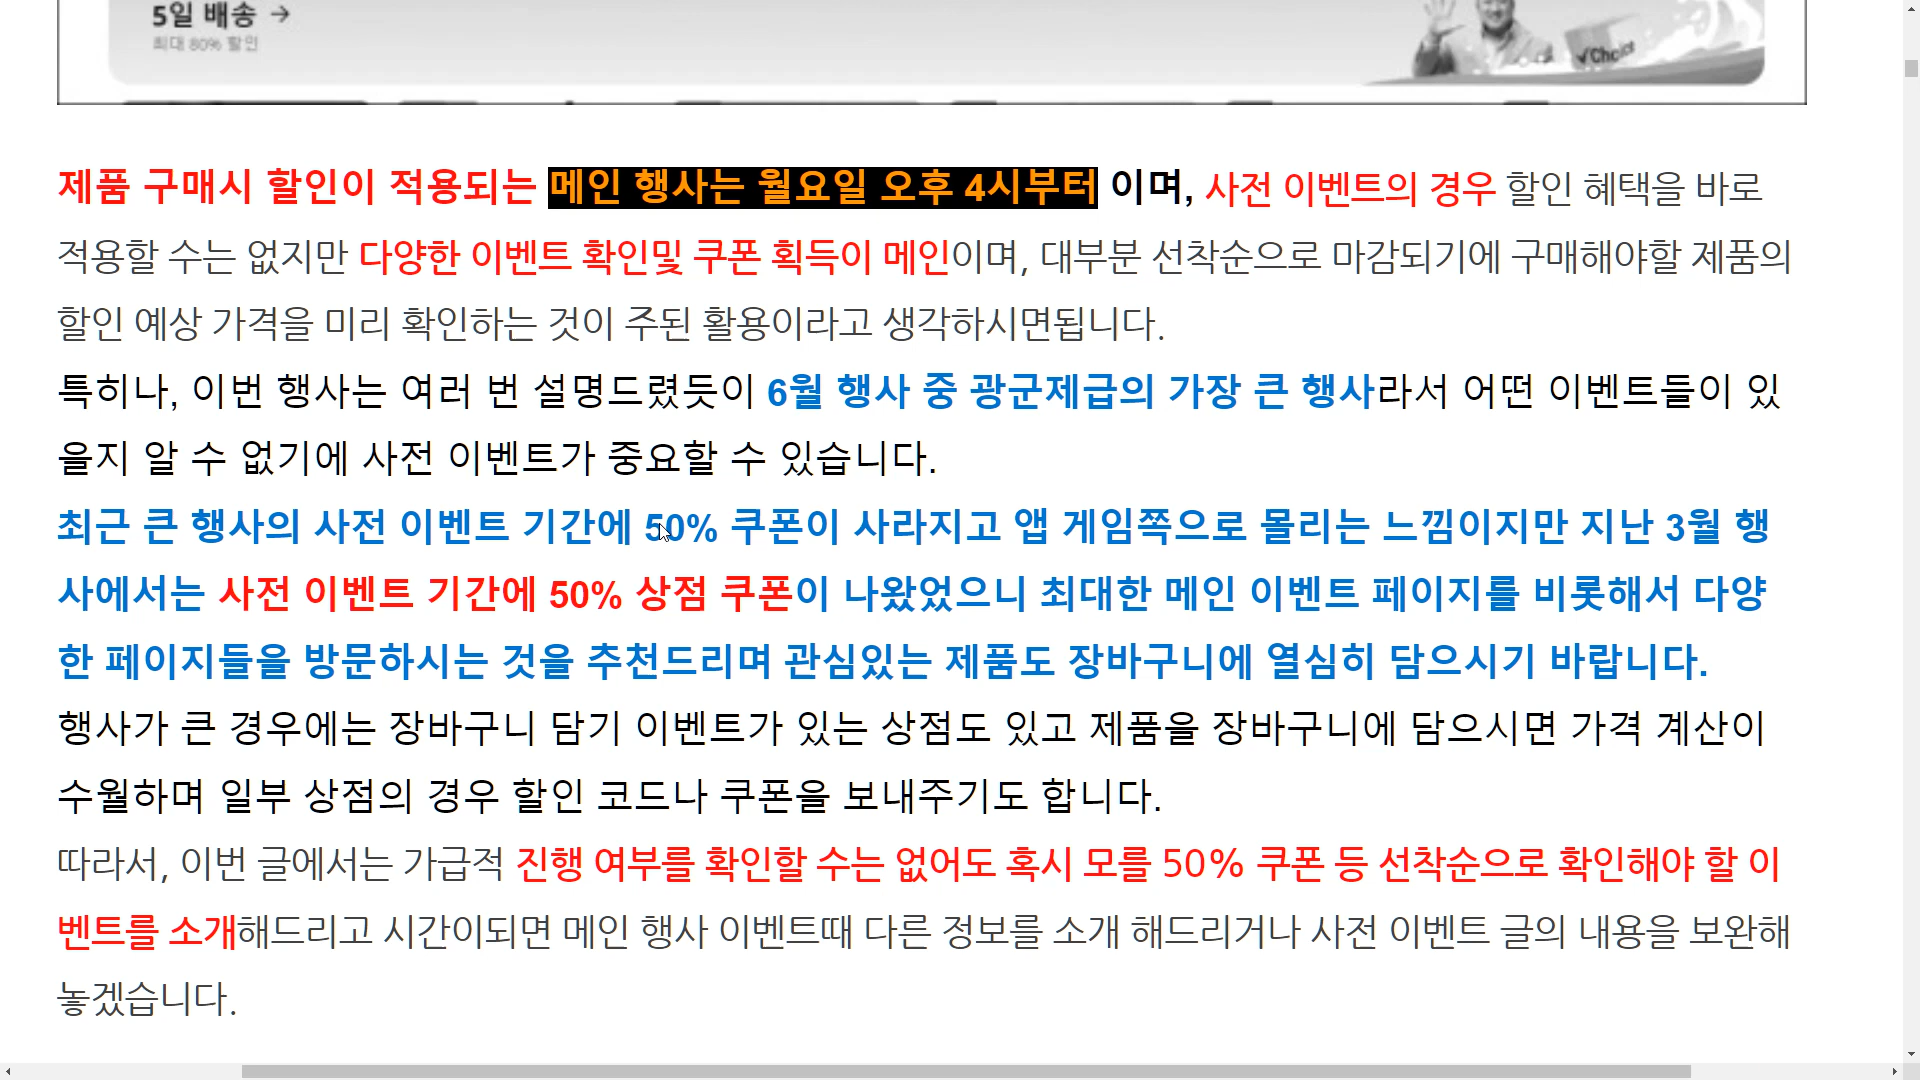 5일 배송 →
최대 80% 할인
√Choice
제품 구매시 할인이 적용되는 메인 행사는 월요일 오후 4시부터 이며, 사전 이벤트의 경우 할인 혜택을 바로
적용할 수는 없지만 다양한 이벤트 확인및 쿠폰 획득이 메인이며, 대부분 선착순으로 마감되기에 구매해야할 제품의
할인 예상 가격을 미리 확인하는 것이 주된 활용이라고 생각하시면됩니다.
특히나, 이번 행사는 여러 번 설명드렸듯이 6월 행사 중 광군제급의 가장 큰 행사라서 어떤 이벤트들이 있
을지 알 수 없기에 사전 이벤트가 중요할 수 있습니다.
최근 큰 행사의 사전 이벤트 기간에 50% 쿠폰이 사라지고 앱 게임쪽으로 몰리는 느낌이지만 지난 3월 행
사에서는 사전 이벤트 기간에 50% 상점 쿠폰이 나왔었으니 최대한 메인 이벤트 페이지를 비롯해서 다양
한 페이지들을 방문하시는 것을 추천드리며 관심있는 제품도 장바구니에 열심히 담으시기 바랍니다.
행사가 큰 경우에는 장바구니 담기 이벤트가 있는 상점도 있고 제품을 장바구니에 담으시면 가격 계산이
수월하며 일부 상점의 경우 할인 코드나 쿠폰을 보내주기도 합니다.
따라서, 이번 글에서는 가급적 진행 여부를 확인할 수는 없어도 혹시 모를 50% 쿠폰 등 선착순으로 확인해야 할 이
벤트를 소개해드리고 시간이되면 메인 행사 이벤트때 다른 정보를 소개 해드리거나 사전 이벤트 글의 내용을 보완해
놓겠습니다.